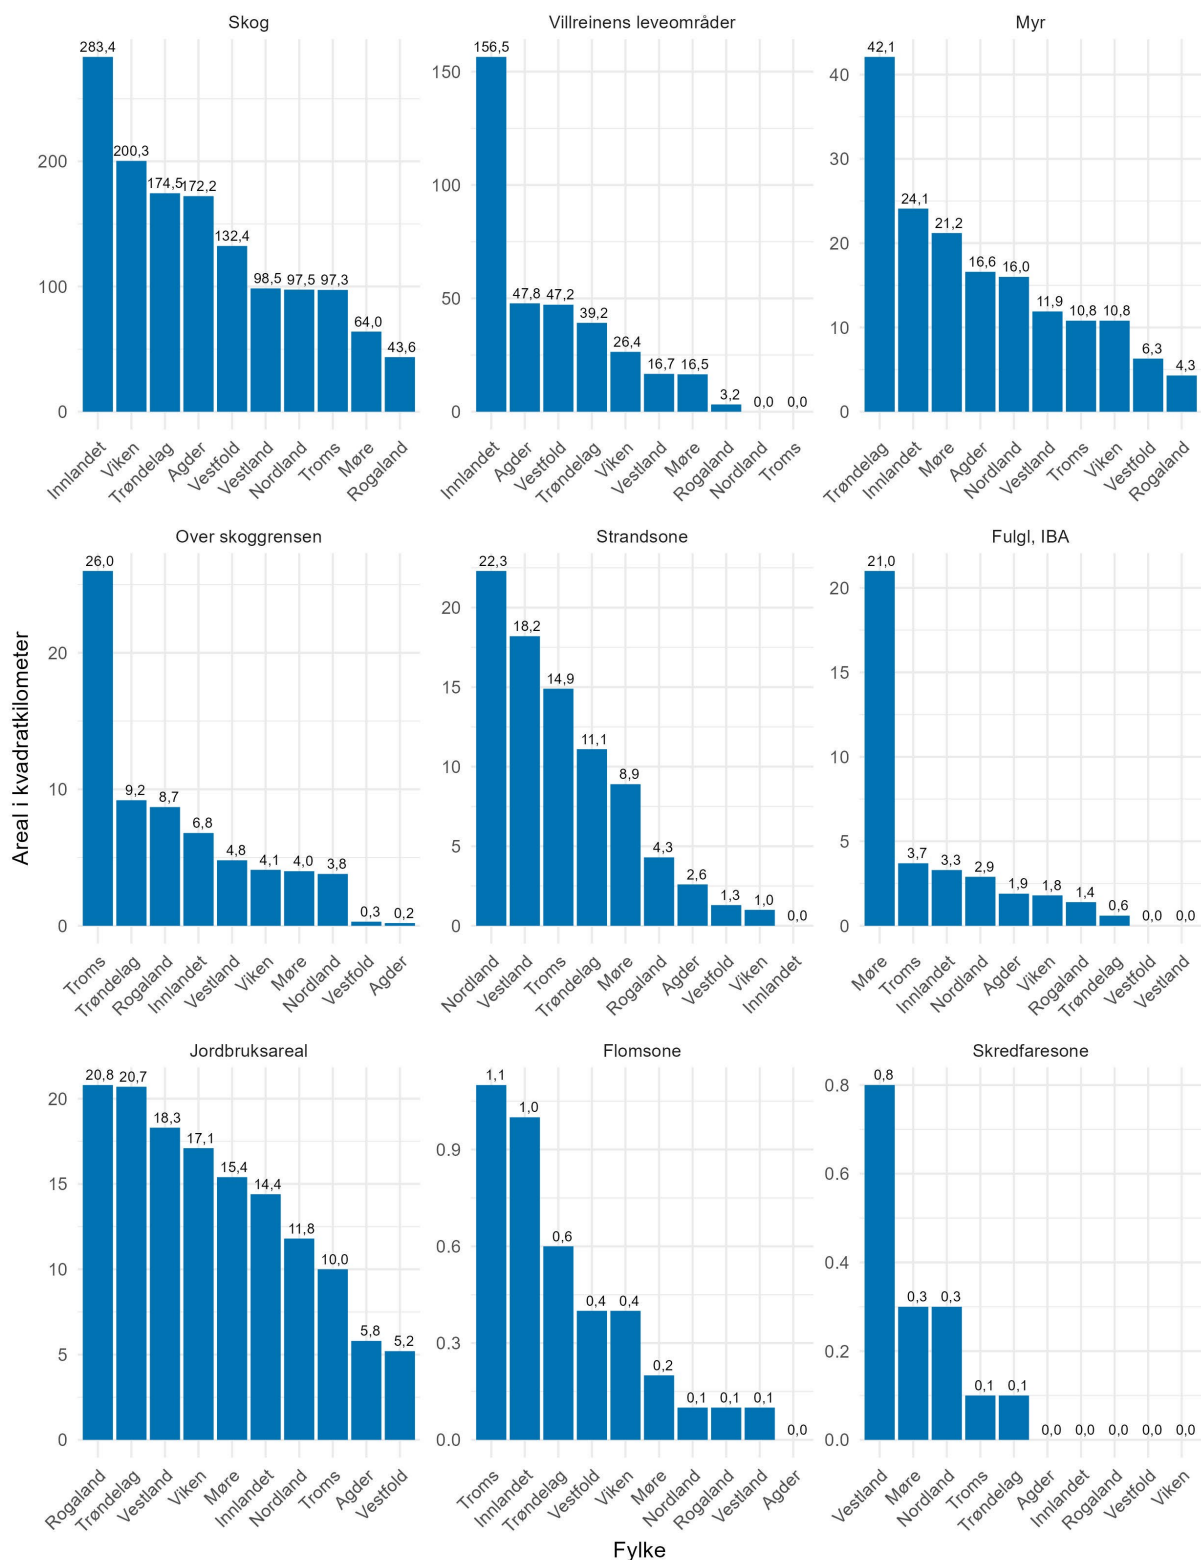 Skog
283,4
200,3
174,5
172,2
132,4
98,5
97,5
97,3
64,0
43,6
200
100
0
Innlandet
Viken
Trøndelag
Agder
Vestfold
Vestland
Nordland
Troms
Møre
Rogaland
Villreinens leveområder
156,5
47,8
47,2
39,2
26,4
16,7
16,5
3,2
0,0
0,0
150
100
50
0
Innlandet
Agder
Vestfold
Trøndelag
Viken
Vestland
Møre
Rogaland
Nordland
Troms
Myr
42,1
24,1
21,2
16,6
16,0
11,9
10,8
10,8
6,3
4,3
40
30
20
10
0
Trøndelag
Innlandet
Møre
Agder
Nordland
Vestland
Troms
Viken
Vestfold
Rogaland
Areal i kvadratkilometer
Over skoggrensen
26,0
9,2
8,7
6,8
4,8
4,1
4,0
3,8
0,3
0,2
20
10
0
Troms
Trøndelag
Rogaland
Innlandet
Vestland
Viken
Møre
Nordland
Vestfold
Agder
Strandsone
22,3
18,2
14,9
11,1
8,9
4,3
2,6
1,3
1,0
0,0
20
15
10
5
0
Nordland
Vestland
Troms
Trøndelag
Møre
Rogaland
Agder
Vestfold
Viken
Innlandet
Fulgl, IBA
21,0
3,7
3,3
2,9
1,9
1,8
1,4
0,6
0,0
0,0
20
15
10
5
0
Møre
Troms
Innlandet
Nordland
Agder
Viken
Rogaland
Trøndelag
Vestfold
Vestland
Jordbruksareal
20,8
20,7
18,3
17,1
15,4
14,4
11,8
10,0
5,8
5,2
20
15
10
5
0
Rogaland
Trøndelag
Vestland
Viken
Møre
Innlandet
Nordland
Troms
Agder
Vestfold
Flomsone
1,1
1,0
0,6
0,4
0,4
0,2
0,1
0,1
0,1
0,0
0.9
0.6
0.3
0.0
Troms
Innlandet
Trøndelag
Vestfold
Viken
Møre
Nordland
Rogaland
Vestland
Agder
Skredfaresone
0,8
0,3
0,3
0,1
0,1
0,0
0,0
0,0
0,0
0,0
0.8
0.6
0.4
0.2
0.0
Vestland
Møre
Nordland
Troms
Trøndelag
Agder
Innlandet
Rogaland
Vestfold
Viken
Fylke